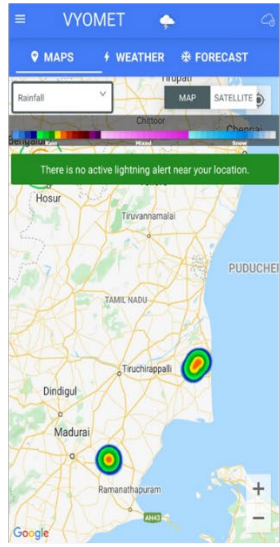 VYOMET
MAPS
WEATHER
FORECAST
Tirupati
Rainfall
MAP
SATELLITE
Chittoor
Chennai
Rain
Mixed
Snow
There is no active lightning alert near your location.
Hosur
Tiruvannamalai
PUDUCHE
TAMIL NADU
Tiruchirappalli
Dindigul
Madurai
Ramanathapuram
AH43
+
−
Google